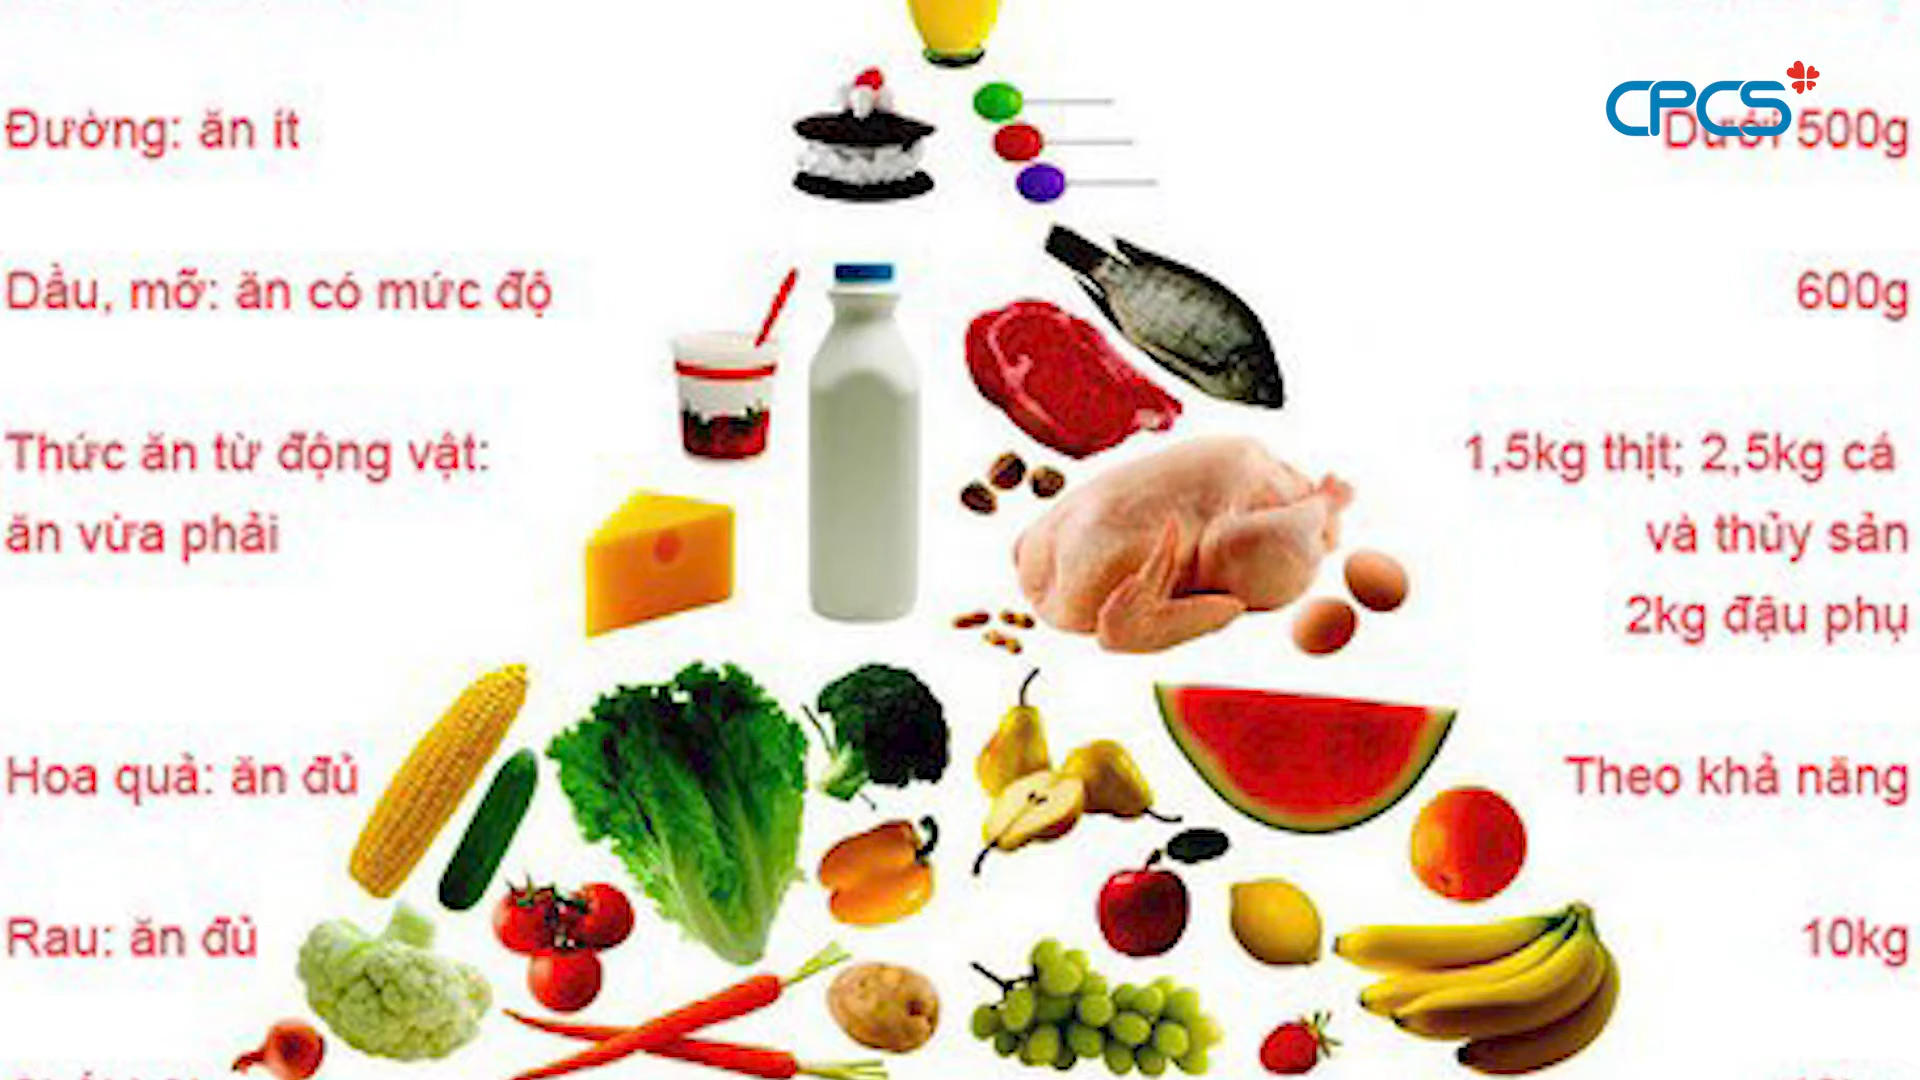 CPCS
Đường: ăn ít
Dưới 500g
Dầu, mỡ: ăn có mức độ
600g
Thức ăn từ động vật:
ăn vừa phải
1,5kg thịt; 2,5kg cá
và thủy sản
2kg đậu phụ
Hoa quả: ăn đủ
Theo khả năng
Rau: ăn đủ
10kg